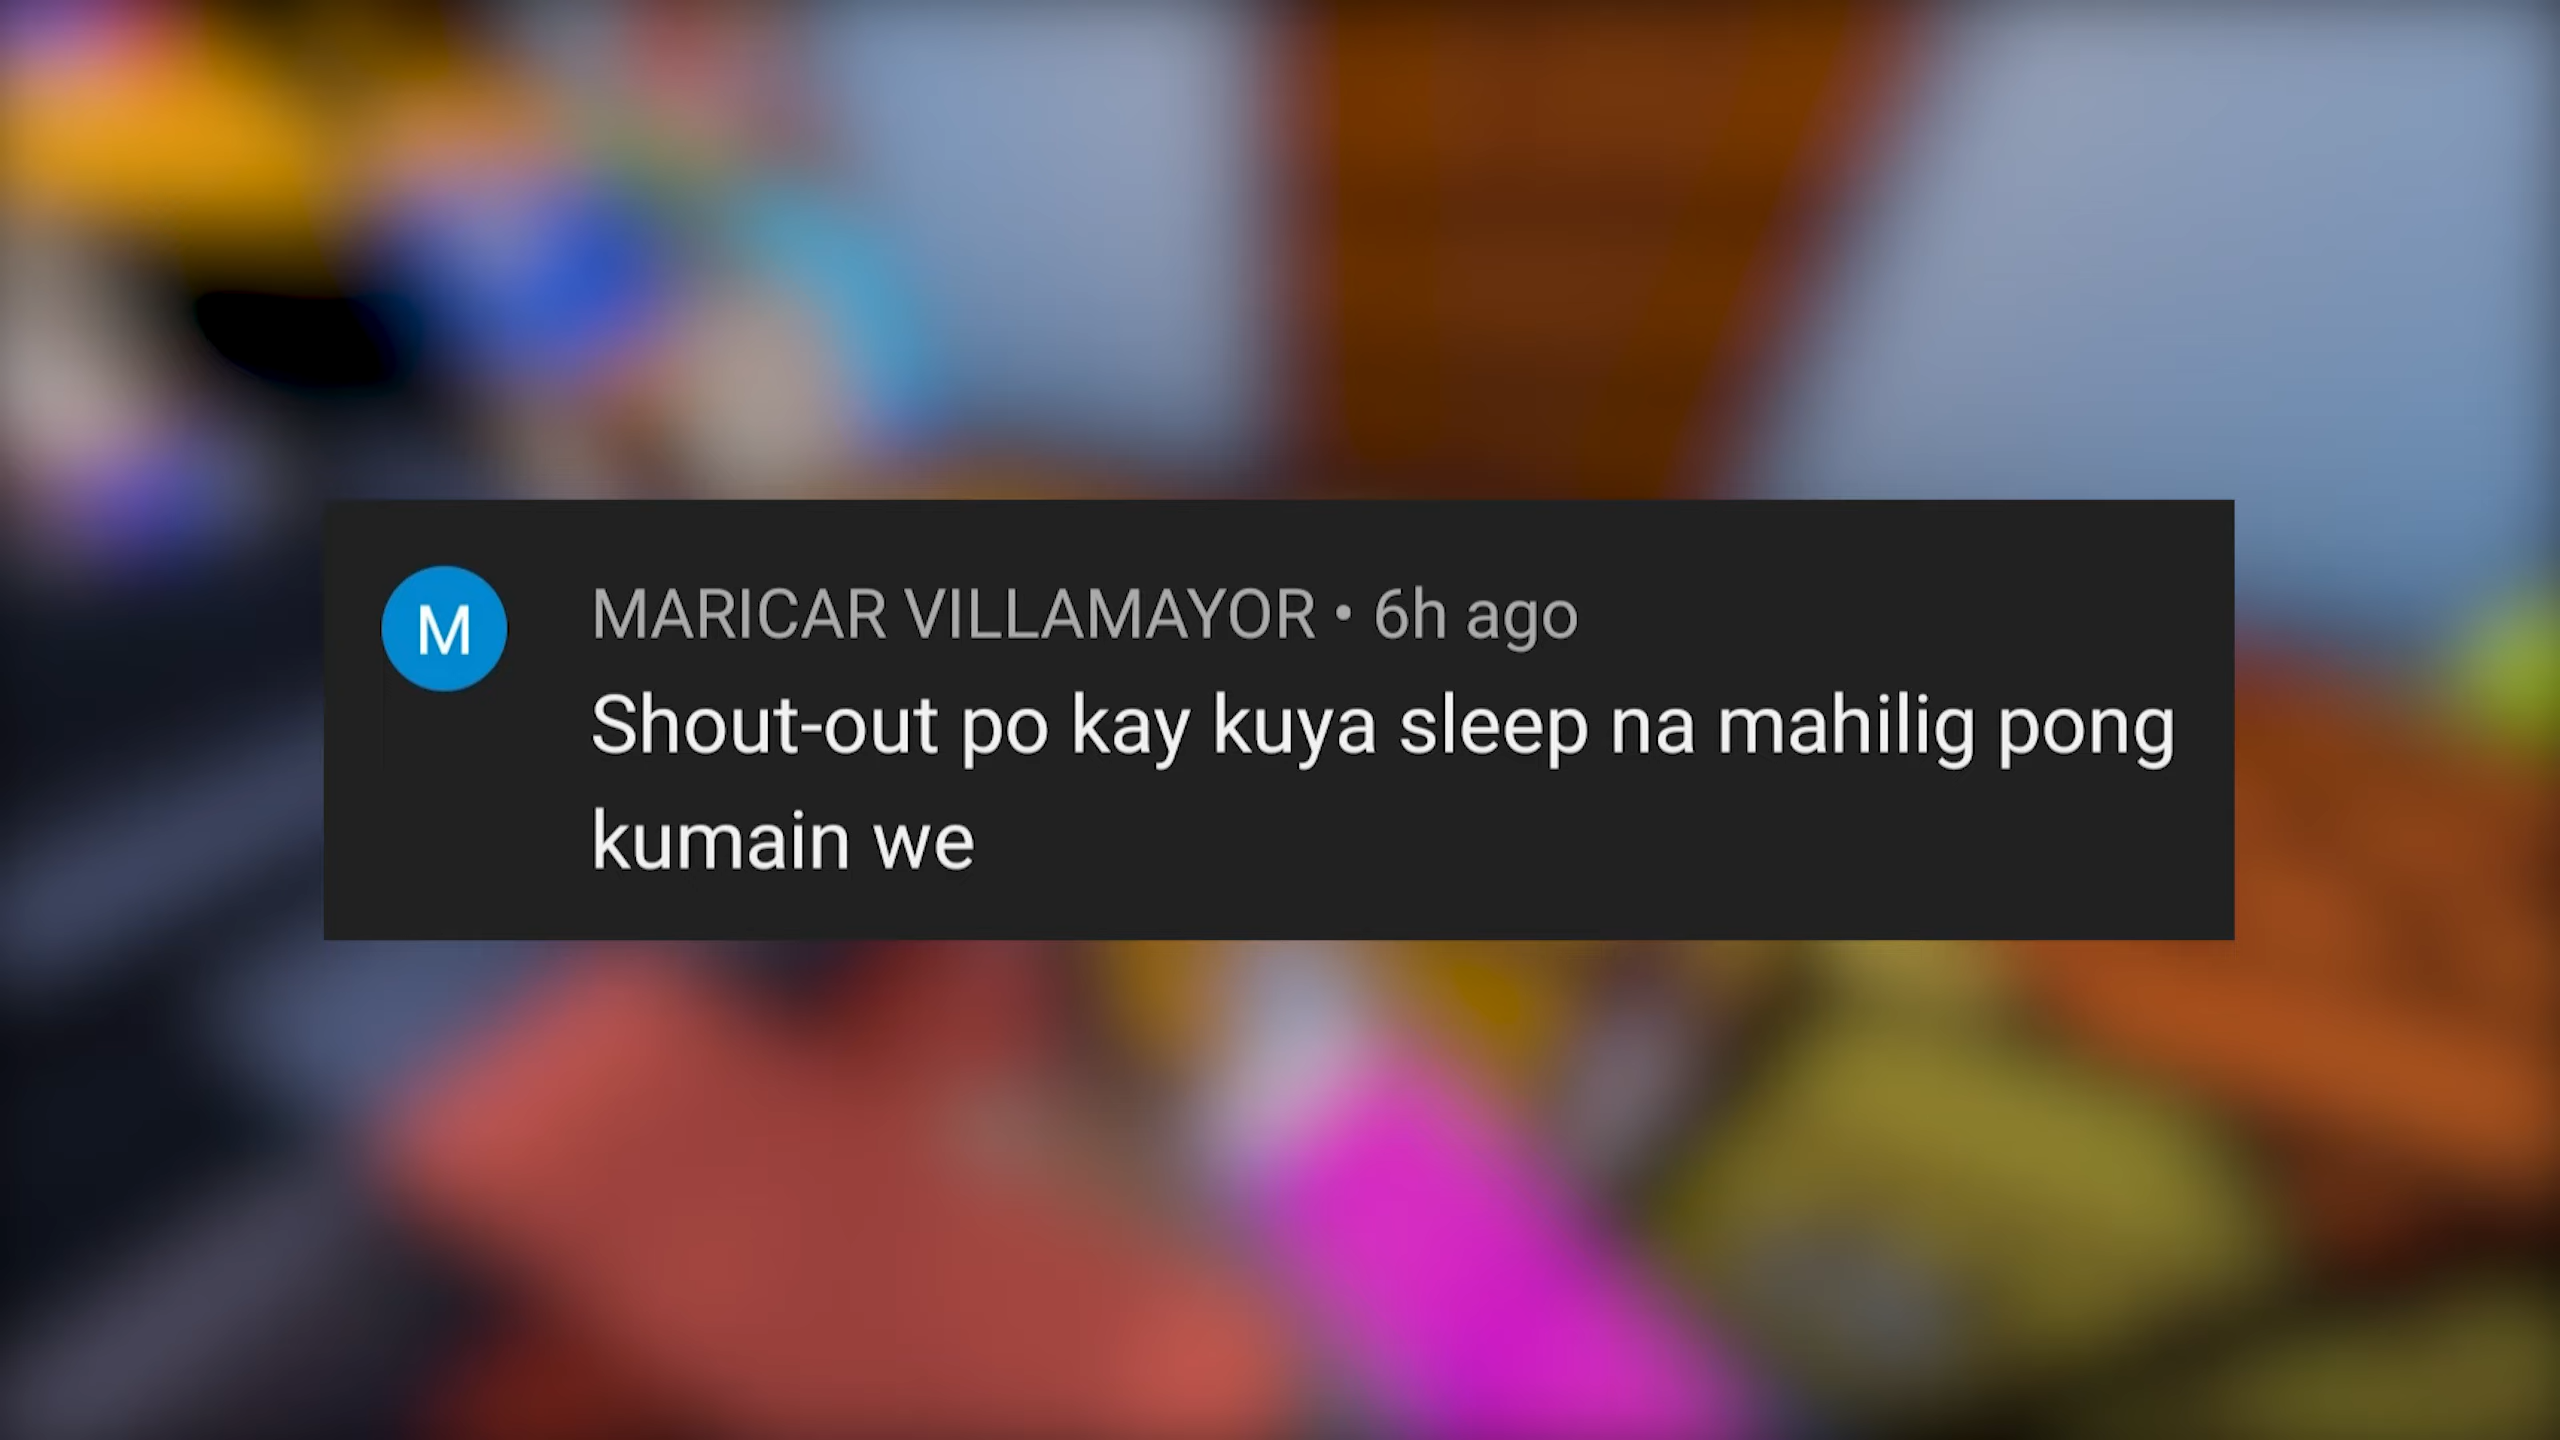 M
MARICAR VILLAMAYOR • 6h ago
Shout-out po kay kuya sleep na mahilig pong
kumain we